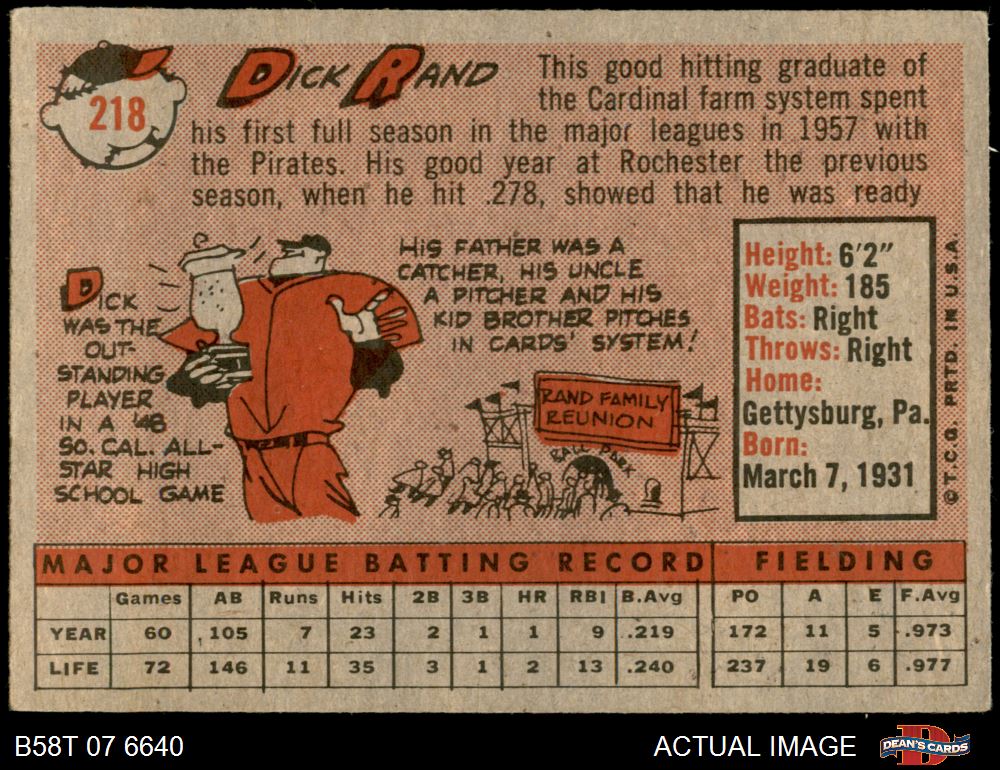 218
DICK RAND
This good hitting graduate of
the Cardinal farm system spent
his first full season in the major leagues in 1957 with
the Pirates. His good year at Rochester the previous
season, when he hit .278, showed that he was ready
DICK
WAS THE
OUT-
STANDING
PLAYER
IN A '48
SO. CAL. ALL-
STAR HIGH
SCHOOL GAME
HIS FATHER WAS A
CATCHER, HIS UNCLE
A PITCHER AND HIS
KID BROTHER PITCHES
IN CARDS' SYSTEM!
RAND FAMILY
REUNION
BALL PARK
Height: 6'2"
Weight: 185
Bats: Right
Throws: Right
Home:
Gettysburg, Pa.
Born:
March 7, 1931
© T.C.G. PRTD. IN U.S.A.
MAJOR LEAGUE BATTING RECORD FIELDING
Games AB Runs Hits 2B 3B HR RBI B.Avg PO A E F.Avg
YEAR 60 105 7 23 2 1 1 9 .219 172 11 5 .973
LIFE 72 146 11 35 3 1 2 13 .240 237 19 6 .977
B58T 07 6640 ACTUAL IMAGE DEAN'S CARDS